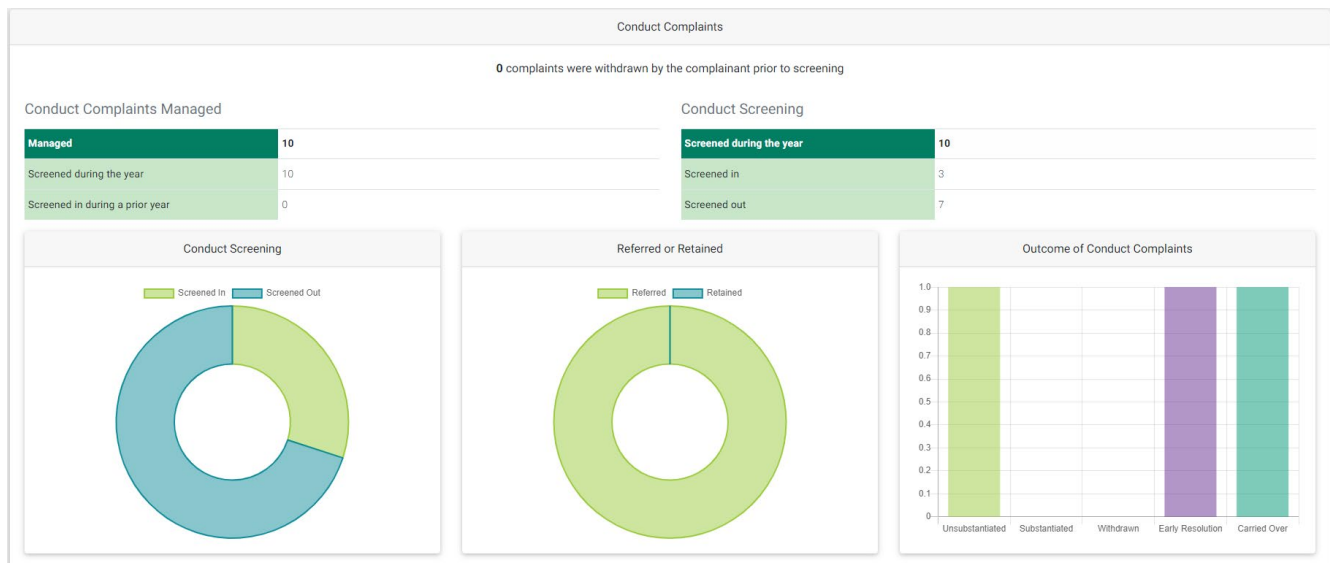 Conduct Complaints
0 complaints were withdrawn by the complainant prior to screening
Conduct Complaints Managed
Managed 10
Screened during the year 10
Screened in during a prior year 0
Conduct Screening
Screened during the year 10
Screened in 3
Screened out 7
Conduct Screening
Screened In Screened Out
Referred or Retained
Referred Retained
Outcome of Conduct Complaints
1.0
0.9
0.8
0.7
0.6
0.5
0.4
0.3
0.2
0.1
0
Unsubstantiated Substantiated Withdrawn Early Resolution Carried Over